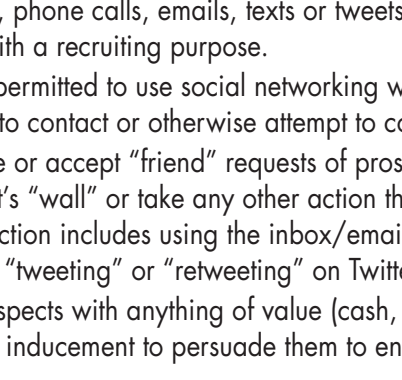 , phone calls, emails, texts or tweets
ith a recruiting purpose.
permitted to use social networking w
to contact or otherwise attempt to co
e or accept “friend” requests of pros
t’s “wall” or take any other action th
ction includes using the inbox/emai
“tweeting” or “retweeting” on Twitte
spects with anything of value (cash,
inducement to persuade them to en